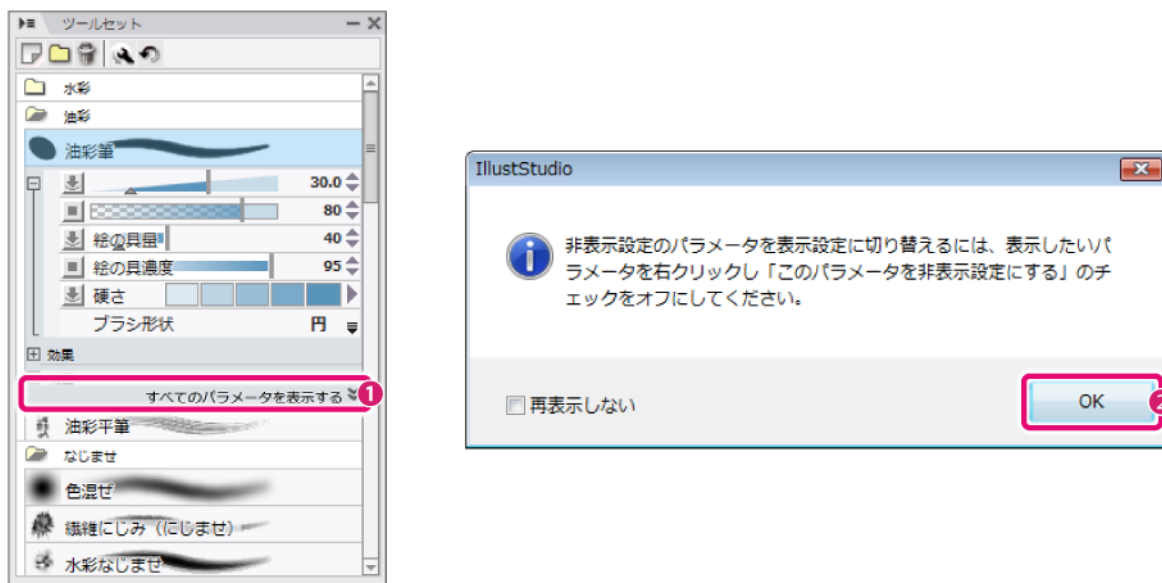 ツールセット
水彩
油彩
油彩筆
30.0
80
絵の具量 40
絵の具濃度 95
硬さ
ブラシ形状 円
効果
すべてのパラメータを表示する 1
油彩平筆
なじませ
色混ぜ
繊維にじみ(にじませ)
水彩なじませ
IllustStudio
非表示設定のパラメータを表示設定に切り替えるには、表示したいパ
ラメータを右クリックし「このパラメータを非表示設定にする」のチ
ェックをオフにしてください。
再表示しない
OK 2